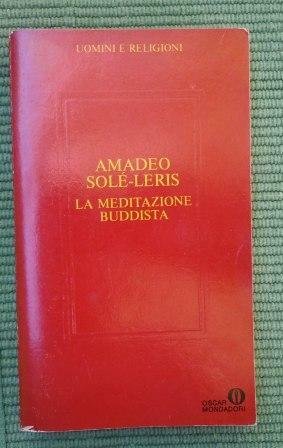 UOMINI E RELIGIONI
AMADEO
SOLÉ-LERIS
LA MEDITAZIONE
BUDDISTA
OSCAR
MONDADORI